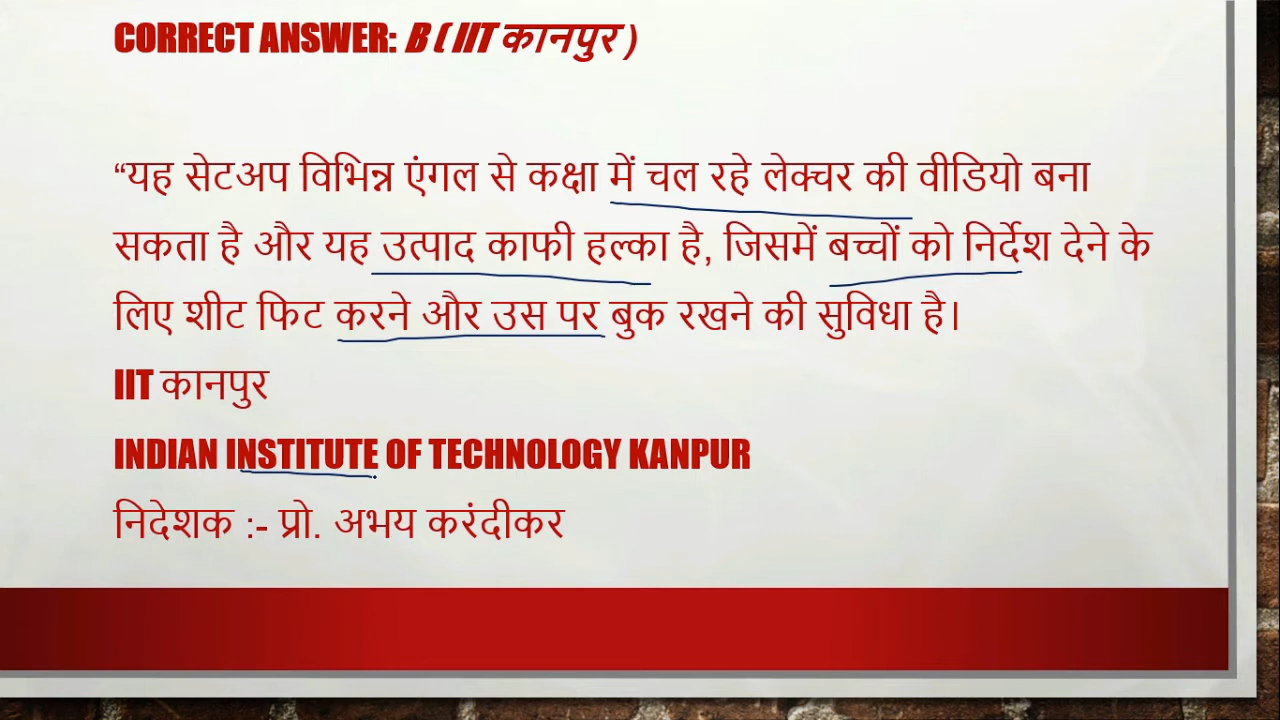 CORRECT ANSWER: B ( IIT कानपुर )
“यह सेटअप विभिन्न एंगल से कक्षा में चल रहे लेक्चर की वीडियो बना
सकता है और यह उत्पाद काफी हल्का है, जिसमें बच्चों को निर्देश देने के
लिए शीट फिट करने और उस पर बुक रखने की सुविधा है।
IIT कानपुर
INDIAN INSTITUTE OF TECHNOLOGY KANPUR
निदेशक :- प्रो. अभय करंदीकर